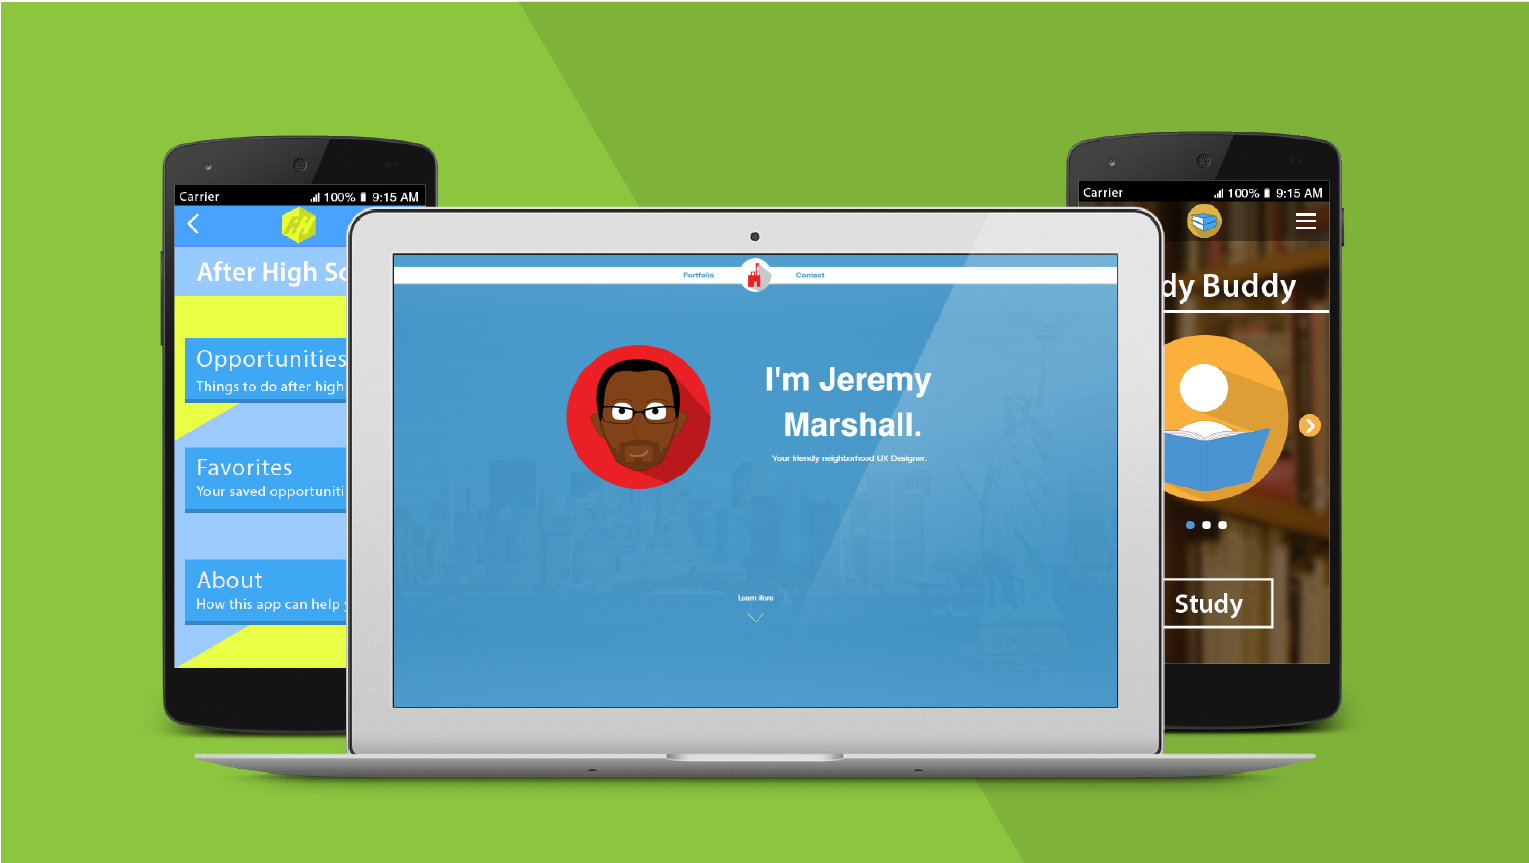 Carrier
100%
9:15 AM
AH
After High Sc
Opportunities
Things to do after high
Favorites
Your saved opportuniti
About
How this app can help
Portfolio
Contact
I'm Jeremy
Marshall.
Your friendly neighborhood UX Designer.
Learn More
Carrier
100%
9:15 AM
dy Buddy
Study